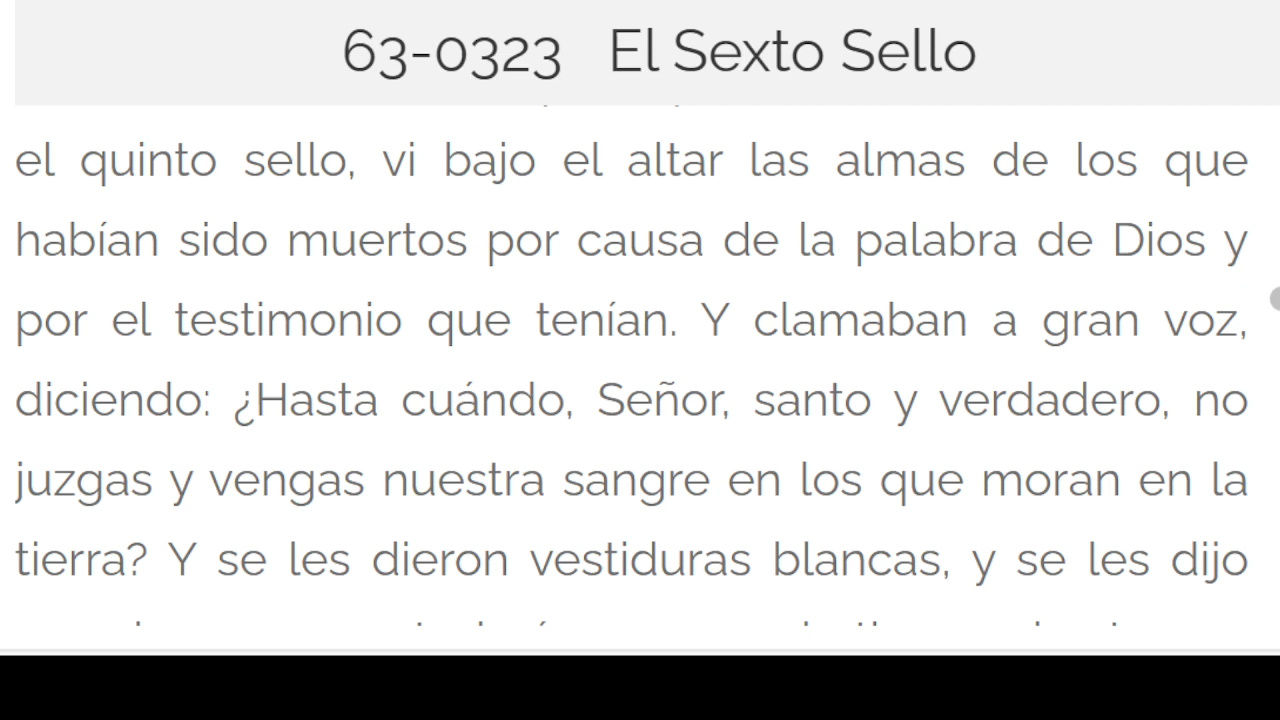 63-0323 El Sexto Sello
el quinto sello, vi bajo el altar las almas de los que
habían sido muertos por causa de la palabra de Dios y
por el testimonio que tenían. Y clamaban a gran voz,
diciendo: ¿Hasta cuándo, Señor, santo y verdadero, no
juzgas y vengas nuestra sangre en los que moran en la
tierra? Y se les dieron vestiduras blancas, y se les dijo